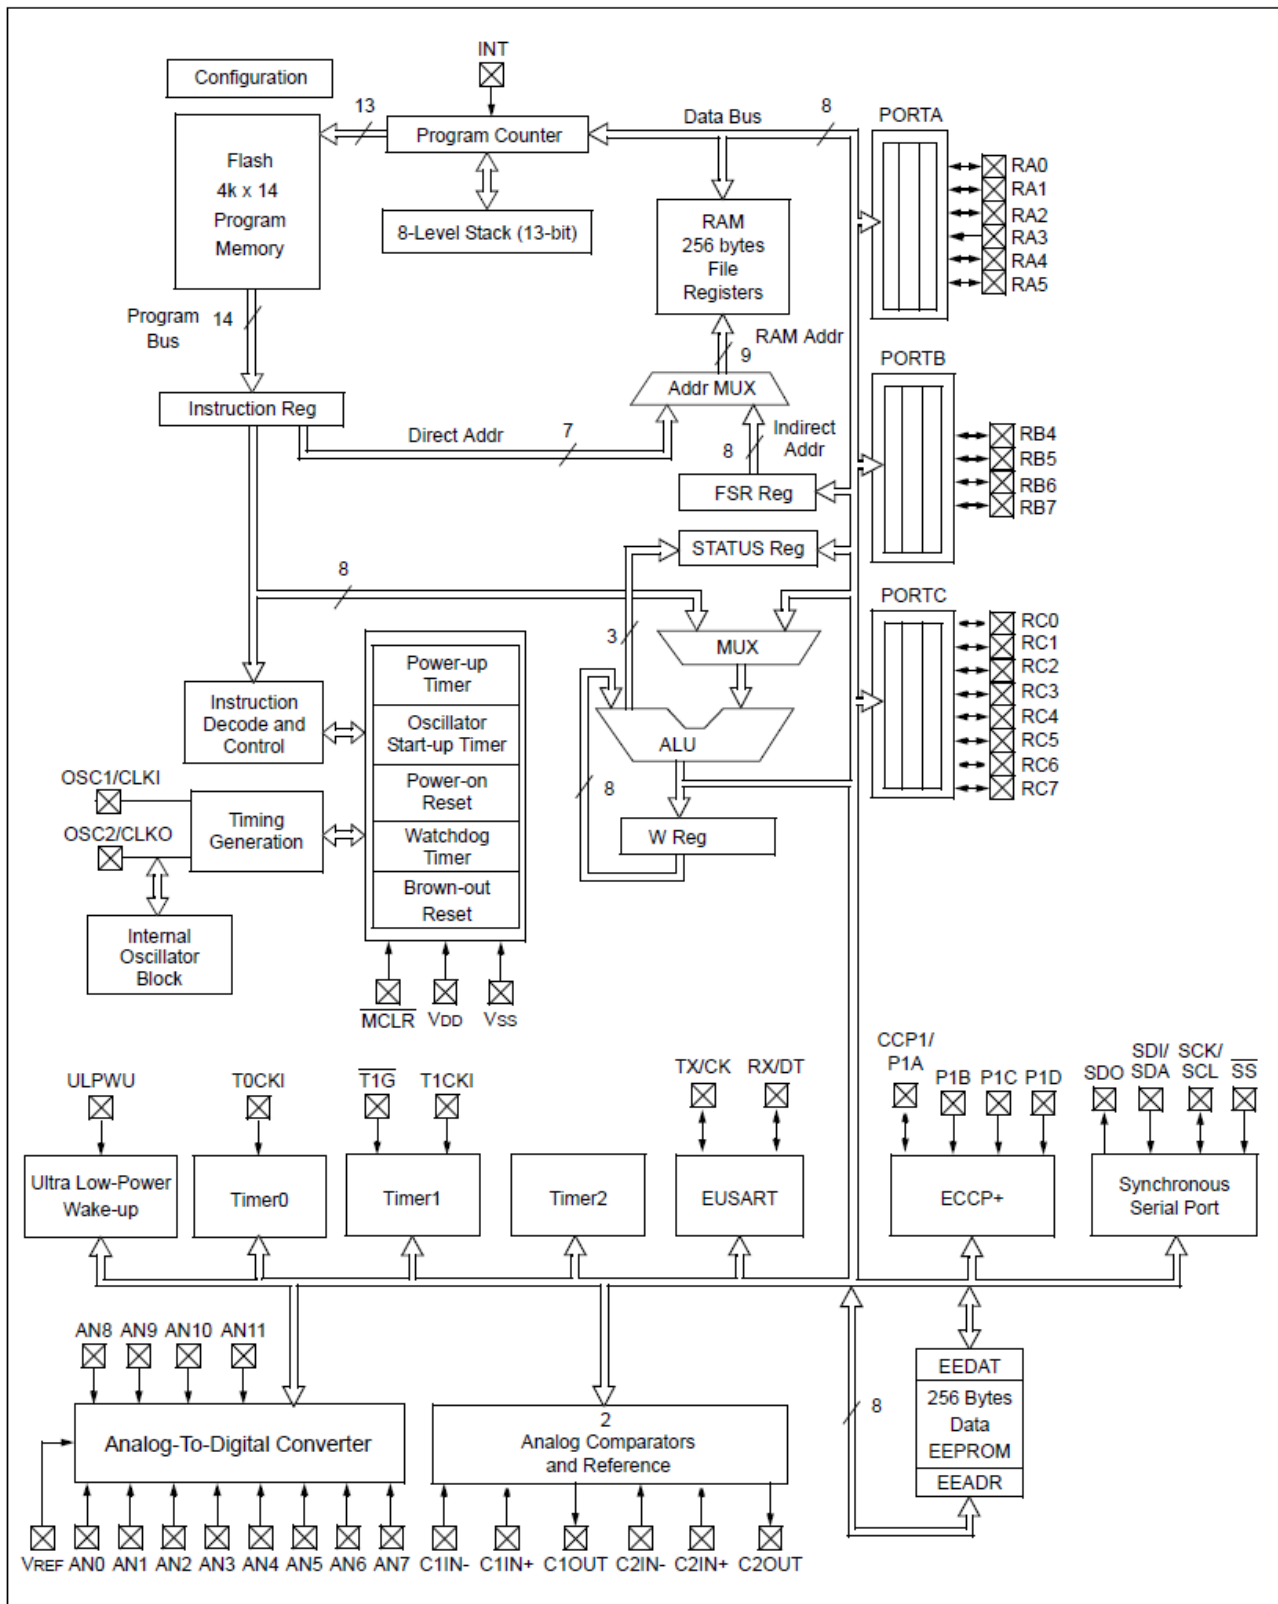 INT
Configuration
13
Program Counter
Data Bus
8
PORTA
Flash
4k x 14
Program
Memory
8-Level Stack (13-bit)
RAM
256 bytes
File
Registers
RA0
RA1
RA2
RA3
RA4
RA5
Program
Bus
14
RAM Addr
9
Addr MUX
PORTB
Instruction Reg
Direct Addr
7
Indirect
Addr
8
FSR Reg
RB4
RB5
RB6
RB7
STATUS Reg
8
3
MUX
PORTC
RC0
RC1
RC2
RC3
RC4
RC5
RC6
RC7
Instruction
Decode and
Control
Power-up
Timer
Oscillator
Start-up Timer
Power-on
Reset
Watchdog
Timer
Brown-out
Reset
ALU
8
W Reg
OSC1/CLKI
OSC2/CLKO
Timing
Generation
Internal
Oscillator
Block
MCLR
VDD
VSS
ULPWU
T0CKI
T1G
T1CKI
TX/CK
RX/DT
CCP1/
P1A
P1B
P1C
P1D
SDO
SDI/
SDA
SCK/
SCL
SS
Ultra Low-Power
Wake-up
Timer0
Timer1
Timer2
EUSART
ECCP+
Synchronous
Serial Port
AN8
AN9
AN10
AN11
Analog-To-Digital Converter
2
Analog Comparators
and Reference
8
EEDAT
256 Bytes
Data
EEPROM
EEADR
VREF
AN0
AN1
AN2
AN3
AN4
AN5
AN6
AN7
C1IN-
C1IN+
C1OUT
C2IN-
C2IN+
C2OUT